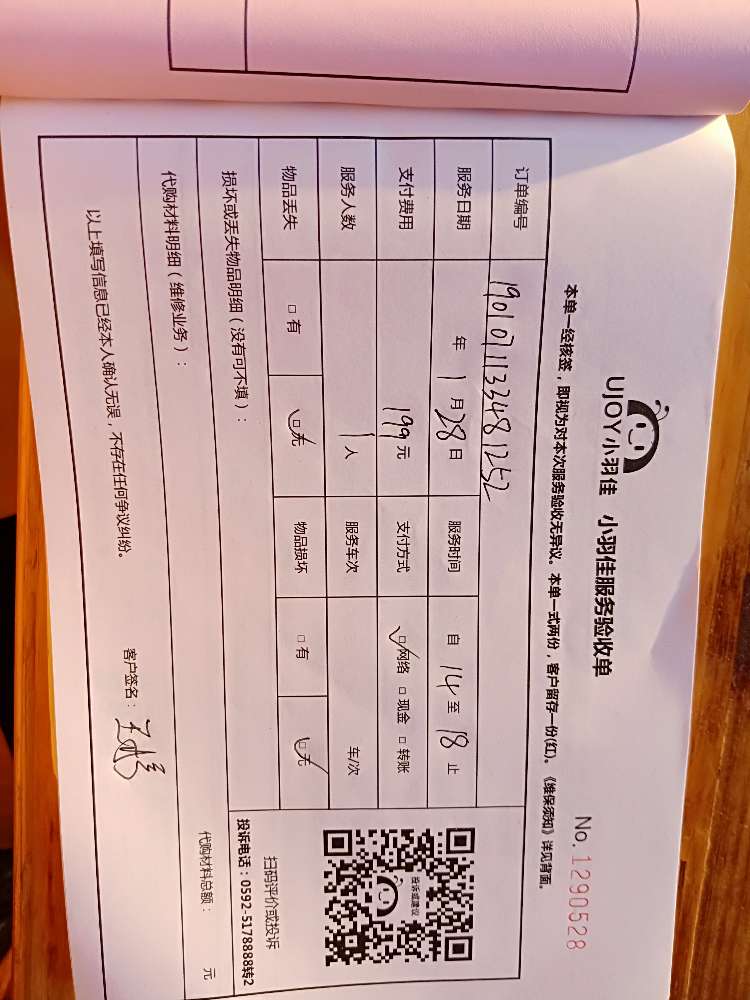 UJOY小羽佳 小羽佳服务验收单
No.1290528
本单一经核签，即视为对本次服务验收无异议。本单一式两份，客户留存一份(红)。《维保须知》详见背面。
订单编号 190107113348 1252
服务日期 年 1 月 28 日 服务时间 自 14 至 18 止
支付费用 199 元 支付方式 □网络 □ 现金 □ 转账
服务人数 1 人 服务车次 车/次
物品丢失 □ 有 □ 无 物品损坏 □ 有 □ 无
投诉或建议
扫码评价或投诉
投诉电话：0592-5178888转2
损坏或丢失物品明细（没有可不填）：
代购材料明细（维修业务）：
代购材料总额： 元
以上填写信息已经本人确认无误，不存在任何争议纠纷。
客户签名：